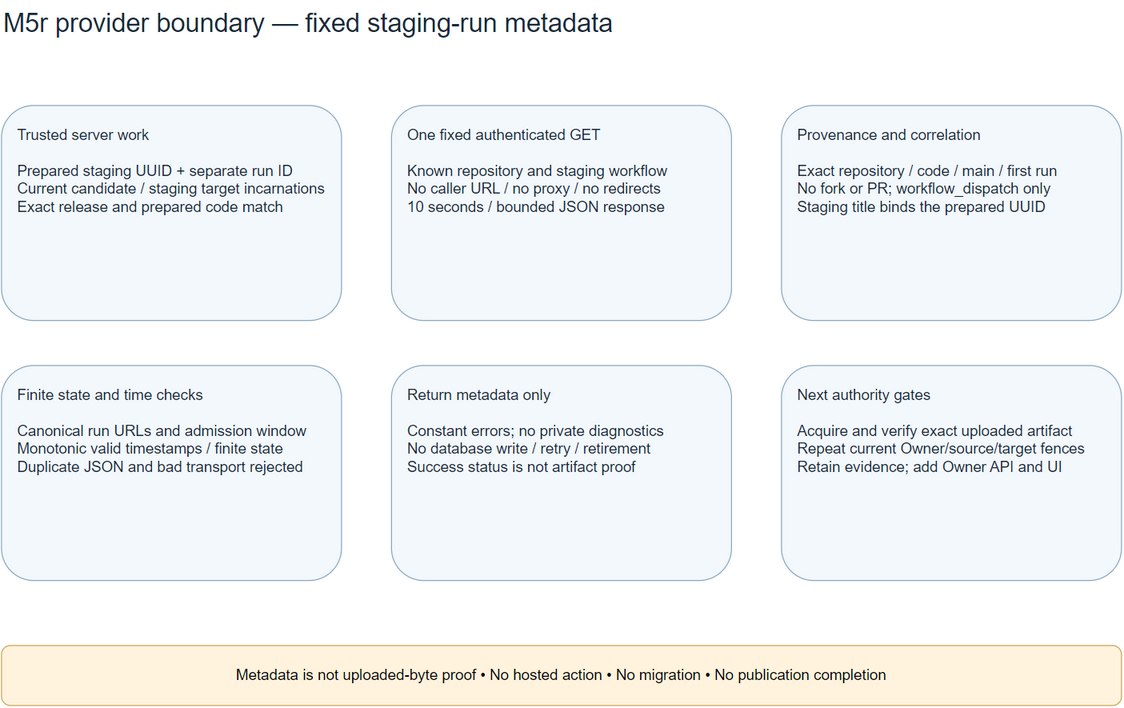 M5r provider boundary — fixed staging-run metadata
Trusted server work
Prepared staging UUID + separate run ID
Current candidate / staging target incarnations
Exact release and prepared code match
One fixed authenticated GET
Known repository and staging workflow
No caller URL / no proxy / no redirects
10 seconds / bounded JSON response
Provenance and correlation
Exact repository / code / main / first run
No fork or PR; workflow_dispatch only
Staging title binds the prepared UUID
Finite state and time checks
Canonical run URLs and admission window
Monotonic valid timestamps / finite state
Duplicate JSON and bad transport rejected
Return metadata only
Constant errors; no private diagnostics
No database write / retry / retirement
Success status is not artifact proof
Next authority gates
Acquire and verify exact uploaded artifact
Repeat current Owner/source/target fences
Retain evidence; add Owner API and UI
Metadata is not uploaded-byte proof • No hosted action • No migration • No publication completion